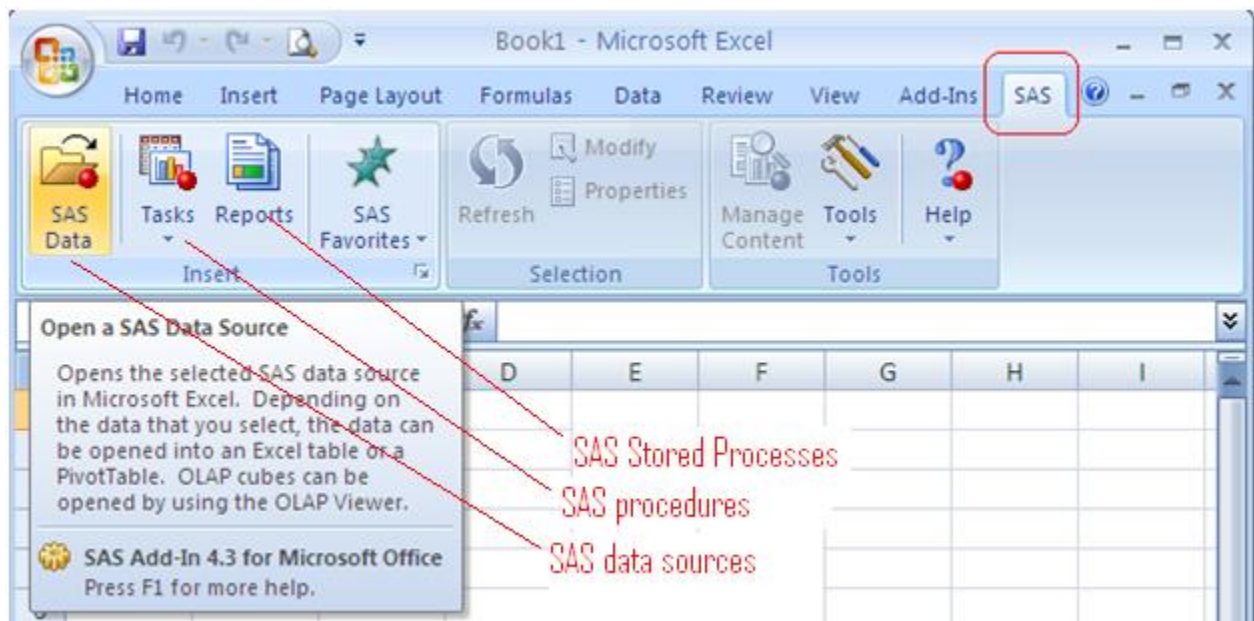 Book1 - Microsoft Excel
Home Insert Page Layout Formulas Data Review View Add-Ins SAS
SAS Data
Tasks
Reports
SAS Favorites
Insert
Refresh
Modify
Properties
Selection
Manage Content
Tools
Help
Tools
Open a SAS Data Source
Opens the selected SAS data source
in Microsoft Excel. Depending on
the data that you select, the data can
be opened into an Excel table or a
PivotTable. OLAP cubes can be
opened by using the OLAP Viewer.
SAS Add-In 4.3 for Microsoft Office
Press F1 for more help.
fx
D E F G H I
SAS Stored Processes
SAS procedures
SAS data sources